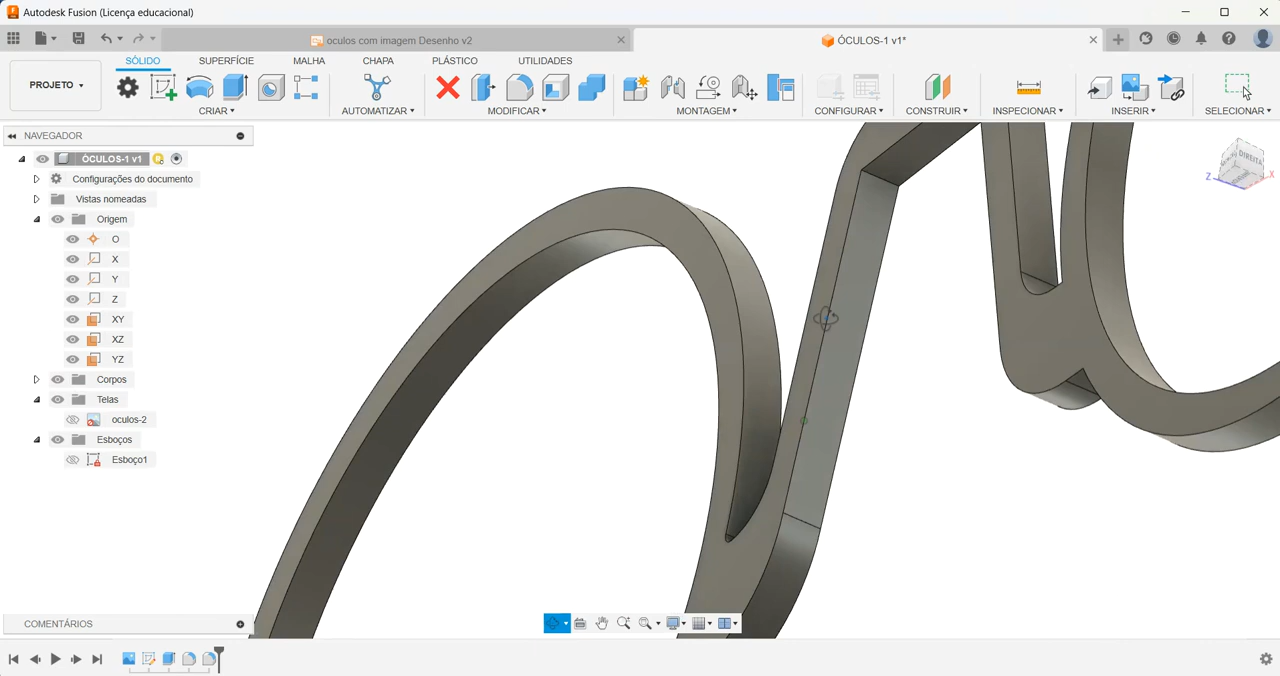 Autodesk Fusion (Licença educacional)
oculos com imagem Desenho v2
ÓCULOS-1 v1*
SÓLIDO
SUPERFÍCIE
MALHA
CHAPA
PLÁSTICO
UTILIDADES
PROJETO
CRIAR
AUTOMATIZAR
MODIFICAR
MONTAGEM
CONFIGURAR
CONSTRUIR
INSPECIONAR
INSERIR
SELECIONAR
NAVEGADOR
ÓCULOS-1 v1
Configurações do documento
Vistas nomeadas
Origem
O
X
Y
Z
XY
XZ
YZ
Corpos
Telas
oculos-2
Esboços
Esboço1
DIREITA
Z
X
COMENTÁRIOS